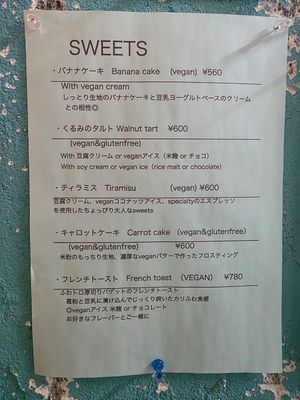 SWEETS
・バナナケーキ Banana cake (vegan) ¥560
With vegan cream
しっとり生地のバナナケーキと豆乳ヨーグルトベースのクリーム
との相性◎
・くるみのタルト Walnut tart ¥600
(vegan&glutenfree)
With 豆腐クリーム or veganアイス（米麹 or チョコ）
With soy cream or vegan ice (rice malt or chocolate)
・ティラミス Tiramisu (vegan) ¥600
豆腐クリーム、veganココナッツアイス、specialtyのエスプレッソ
を使用したちょっぴり大人なsweets
・キャロットケーキ Carrot cake (vegan&glutenfree)
(vegan&glutenfree) ¥600
米粉のもっちり生地、濃厚なveganバターで作ったフロスティング
・フレンチトースト French toast (VEGAN) ¥780
ふわトロ厚切りバゲットのフレンチトースト
葛粉と豆乳に漬け込んでじっくり焼いたカリふわ食感
○veganアイス 米麹 or チョコレート
お好きなフレーバーとご一緒に